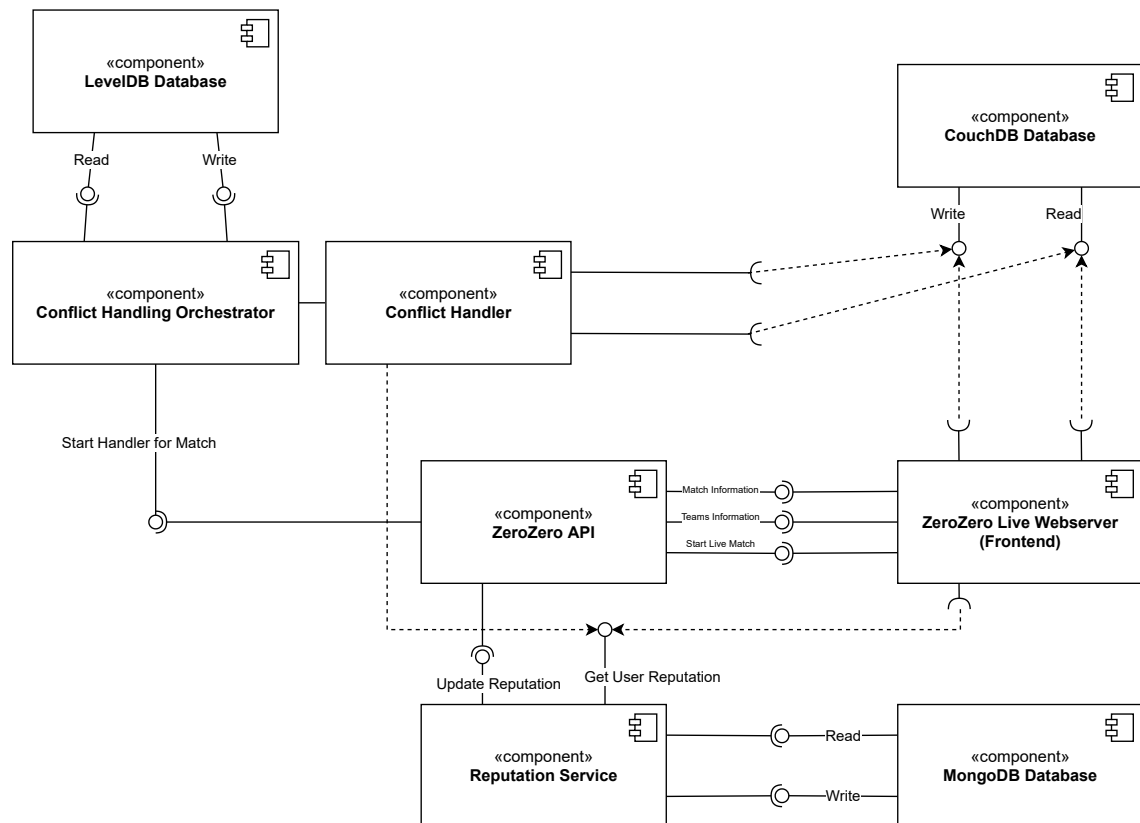 «component»
LevelDB Database
Read
Write
«component»
CouchDB Database
Write
Read
«component»
Conflict Handling Orchestrator
«component»
Conflict Handler
Start Handler for Match
«component»
ZeroZero API
Match Information
Teams Information
Start Live Match
«component»
ZeroZero Live Webserver
(Frontend)
Update Reputation
Get User Reputation
«component»
Reputation Service
Read
Write
«component»
MongoDB Database